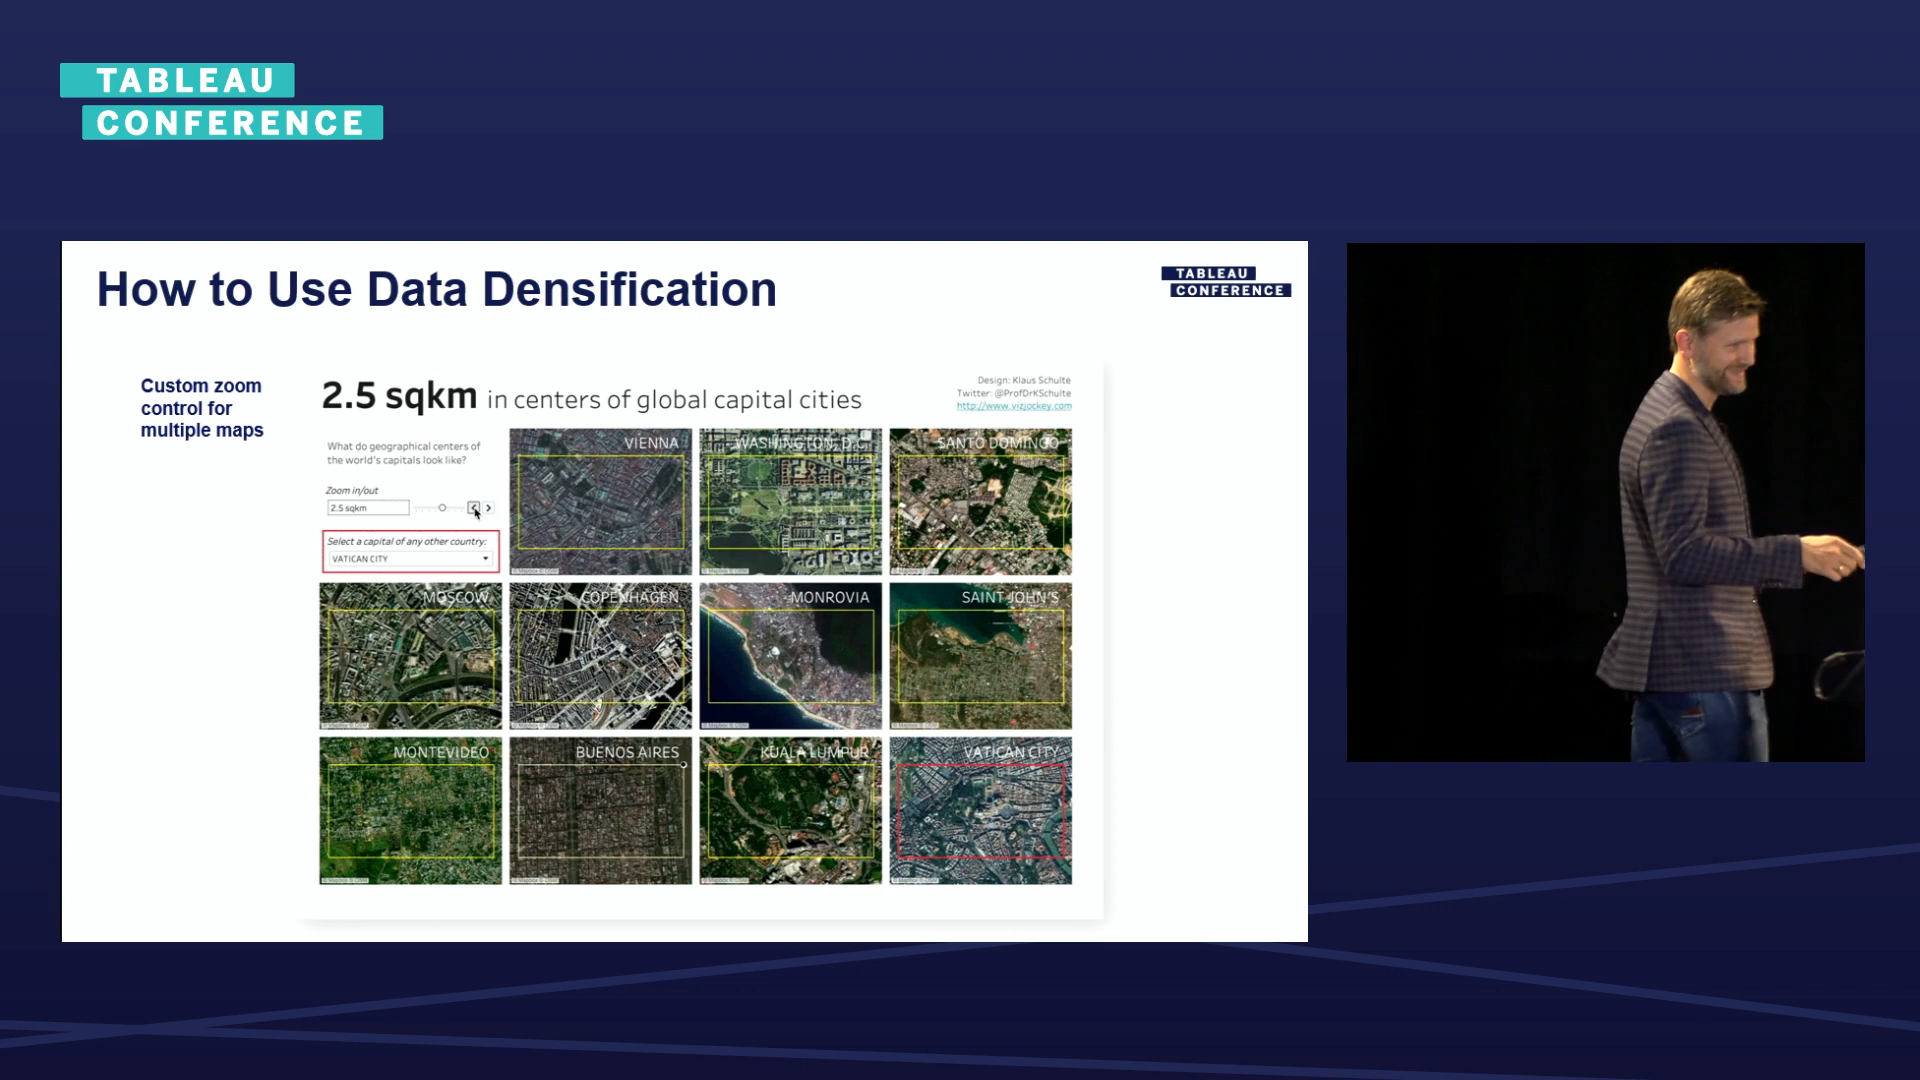 TABLEAU
CONFERENCE
How to Use Data Densification
TABLEAU
CONFERENCE
Custom zoom
control for
multiple maps
2.5 sqkm in centers of global capital cities
Design: Klaus Schulte
Twitter: @ProfDrKSchulte
http://www.vizjockey.com
What do geographical centers of
the world's capitals look like?
Zoom in/out
2.5 sqkm
Select a capital of any other country:
VATICAN CITY
VIENNA
WASHINGTON, D.C.
SANTO DOMINGO
MOSCOW
COPENHAGEN
MONROVIA
SAINT JOHN'S
MONTEVIDEO
BUENOS AIRES
KUALA LUMPUR
VATICAN CITY